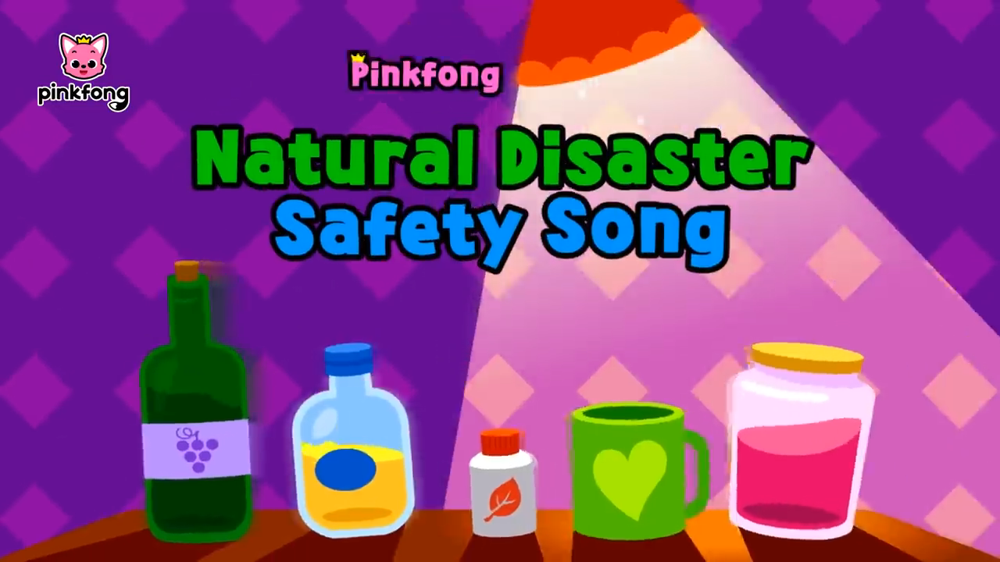 pinkfong
Pinkfong
Natural Disaster
Safety Song